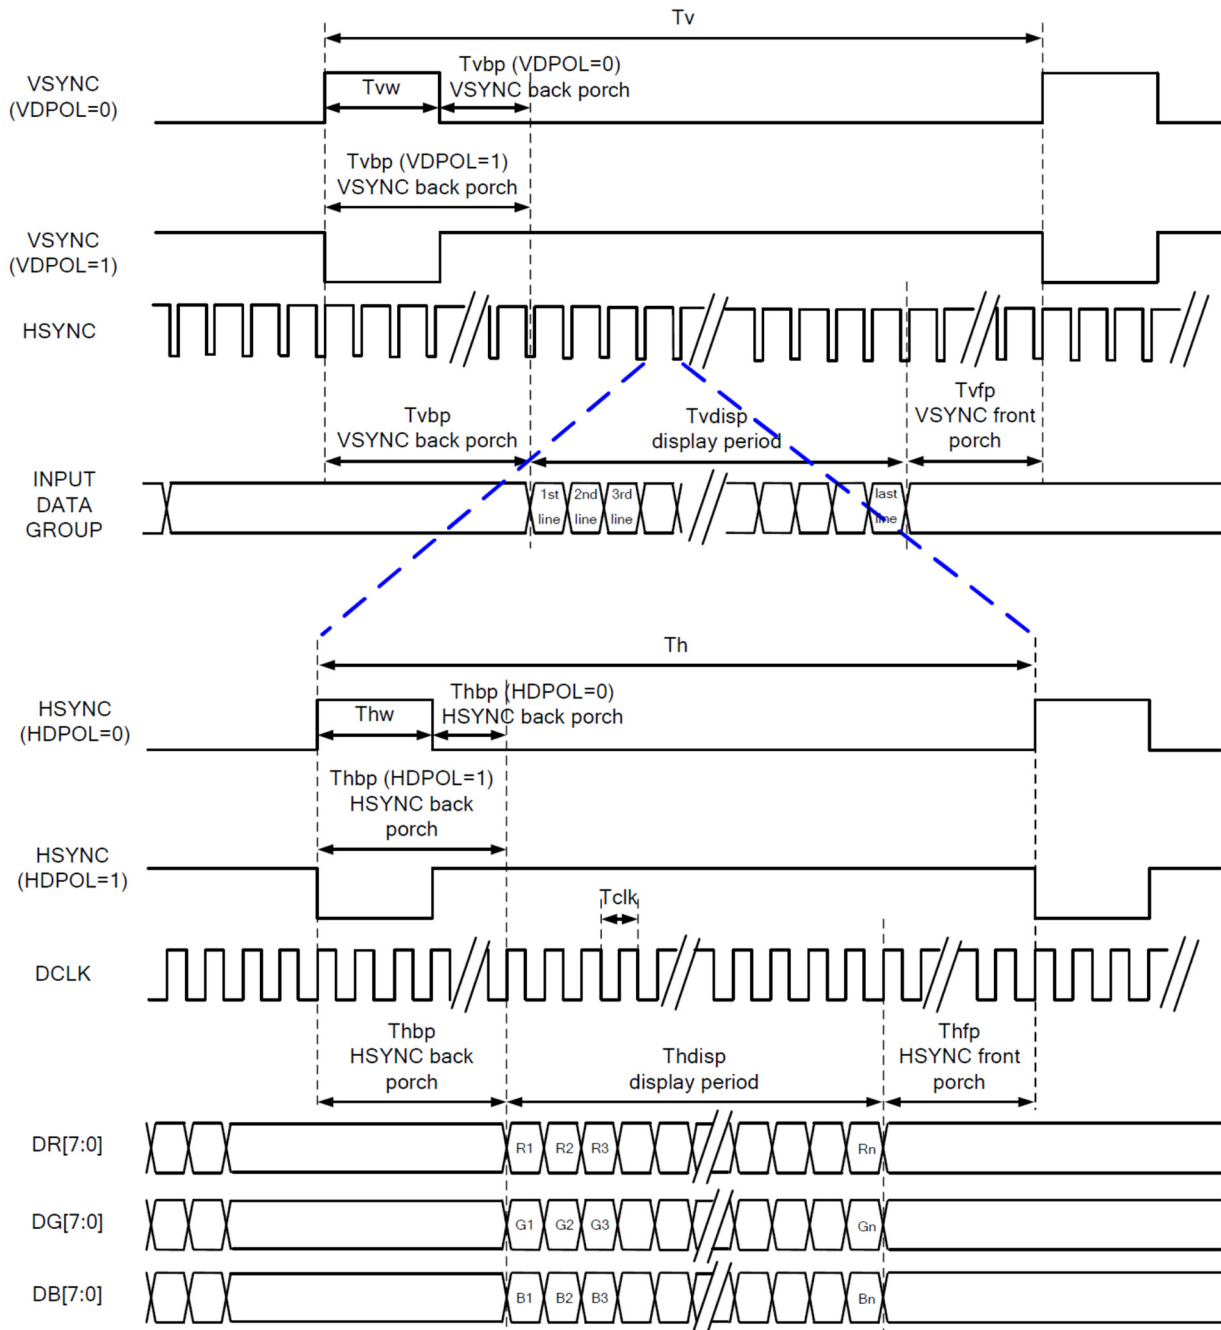 Tv
VSYNC
(VDPOL=0)
Tvw
Tvbp (VDPOL=0)
VSYNC back porch
Tvbp (VDPOL=1)
VSYNC back porch
VSYNC
(VDPOL=1)
HSYNC
Tvbp
VSYNC back porch
Tvdisp
display period
Tvfp
VSYNC front
porch
INPUT
DATA
GROUP
1st
line
2nd
line
3rd
line
last
line
Th
HSYNC
(HDPOL=0)
Thw
Thbp (HDPOL=0)
HSYNC back porch
Thbp (HDPOL=1)
HSYNC back
porch
HSYNC
(HDPOL=1)
Tclk
DCLK
Thbp
HSYNC back
porch
Thdisp
display period
Thfp
HSYNC front
porch
DR[7:0]
R1 R2 R3 Rn
DG[7:0]
G1 G2 G3 Gn
DB[7:0]
B1 B2 B3 Bn